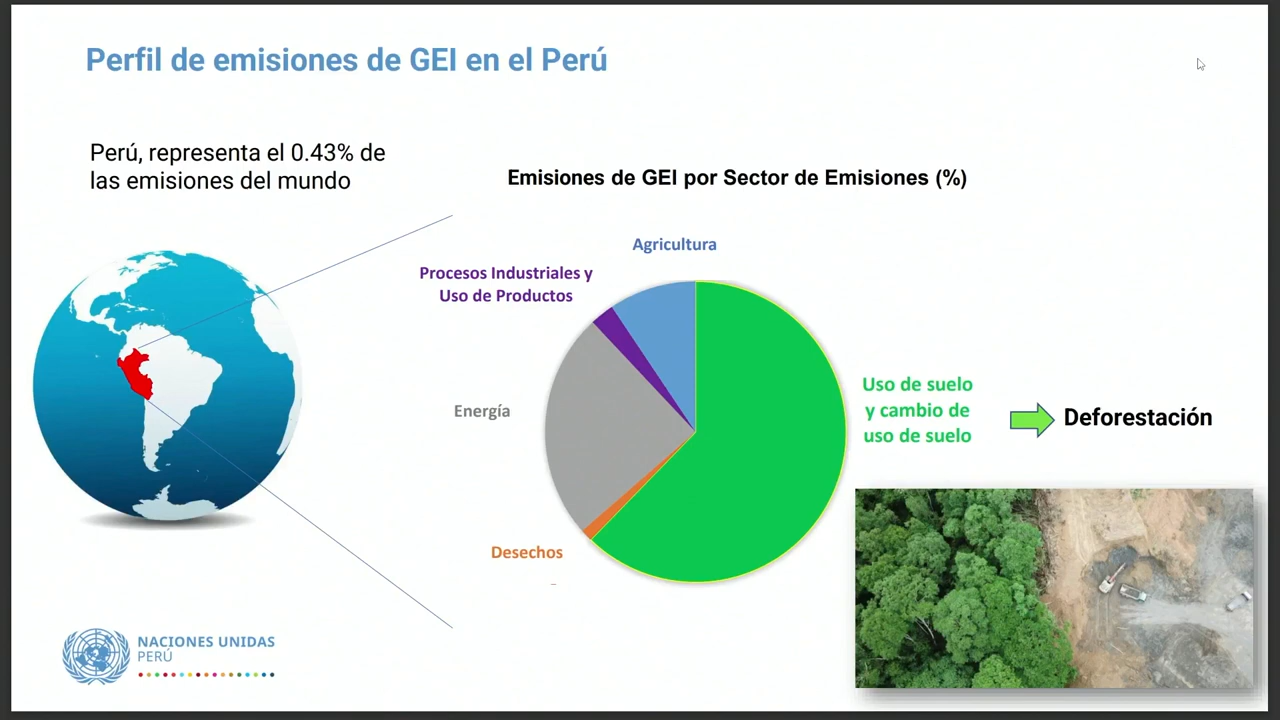 Perfil de emisiones de GEI en el Perú
Perú, representa el 0.43% de
las emisiones del mundo
Emisiones de GEI por Sector de Emisiones (%)
Agricultura
Procesos Industriales y
Uso de Productos
Energía
Desechos
Uso de suelo
y cambio de
uso de suelo
Deforestación
NACIONES UNIDAS
PERÚ